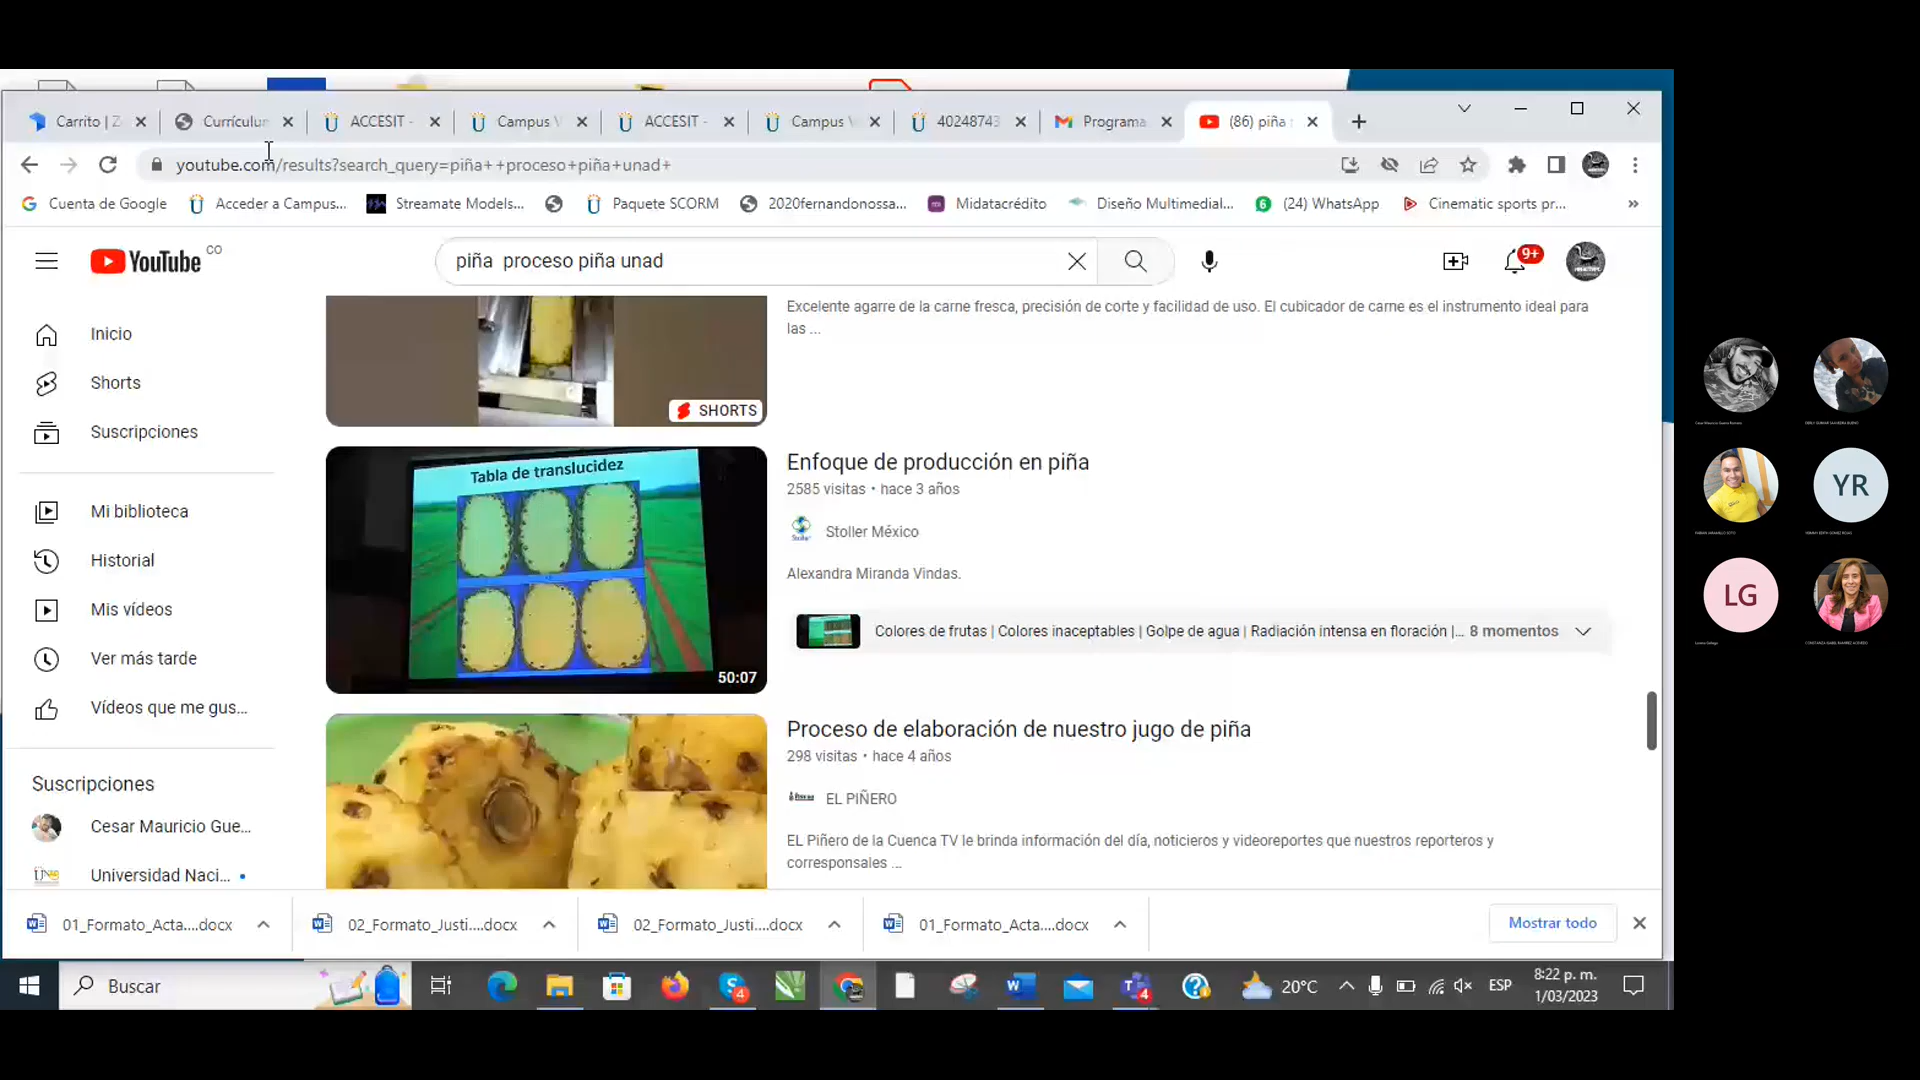 Carrito | Z
Currículum
ACCESIT -
Campus V
ACCESIT -
Campus V
40248743
Programa
(86) piña
youtube.com/results?search_query=piña++proceso+piña+unad+
Cuenta de Google
Acceder a Campus...
Streamate Models...
Paquete SCORM
2020fernandonossa...
Midatacrédito
Diseño Multimedial...
6
(24) WhatsApp
Cinematic sports pr...
»
YouTube CO
piña  proceso piña unad
9+
Inicio
Shorts
Suscripciones
Mi biblioteca
Historial
Mis vídeos
Ver más tarde
Vídeos que me gus...
Suscripciones
Cesar Mauricio Gue...
Universidad Naci...
SHORTS
Excelente agarre de la carne fresca, precisión de corte y facilidad de uso. El cubicador de carne es el instrumento ideal para
las ...
Tabla de translucidez
50:07
Enfoque de producción en piña
2585 visitas • hace 3 años
Stoller México
Alexandra Miranda Vindas.
Colores de frutas | Colores inaceptables | Golpe de agua | Radiación intensa en floración |... 8 momentos
Proceso de elaboración de nuestro jugo de piña
298 visitas • hace 4 años
EL PIÑERO
EL Piñero de la Cuenca TV le brinda información del día, noticieros y videoreportes que nuestros reporteros y
corresponsales ...
01_Formato_Acta....docx
02_Formato_Justi....docx
02_Formato_Justi....docx
01_Formato_Acta....docx
Mostrar todo
Buscar
4
4
20°C
ESP
8:22 p. m.
1/03/2023
YR
LG